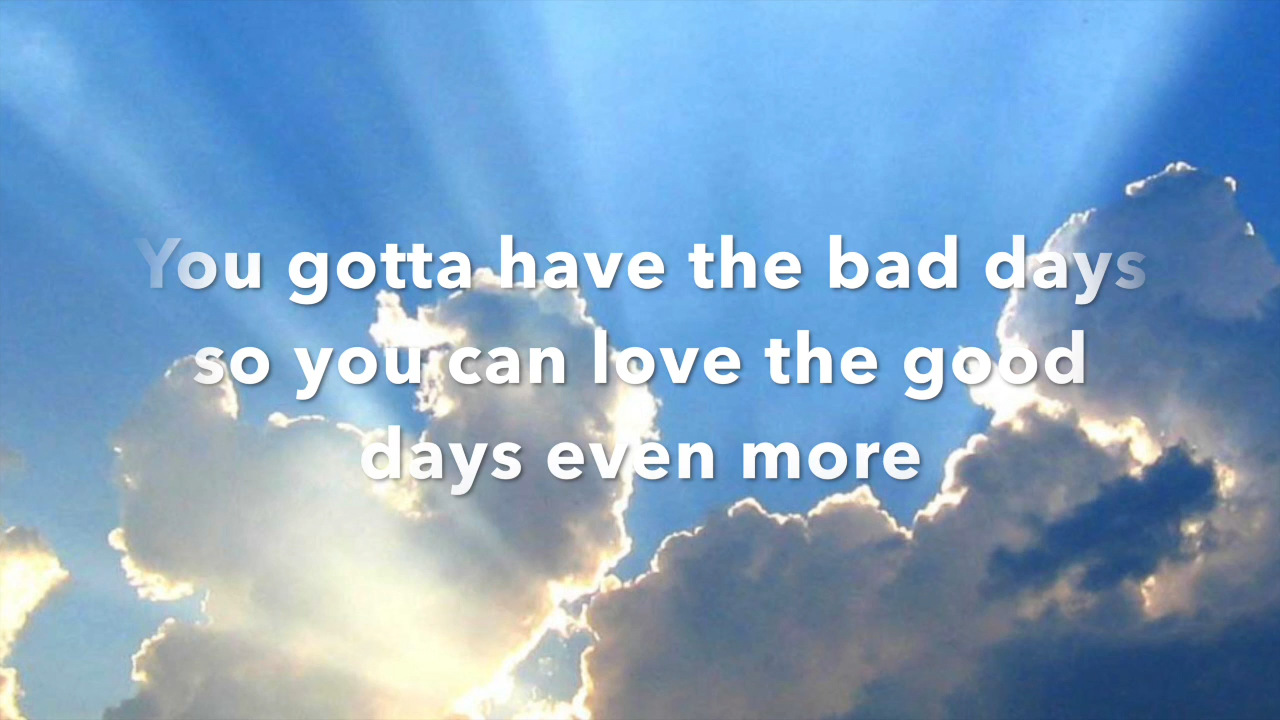 You gotta have the bad days
so you can love the good
days even more